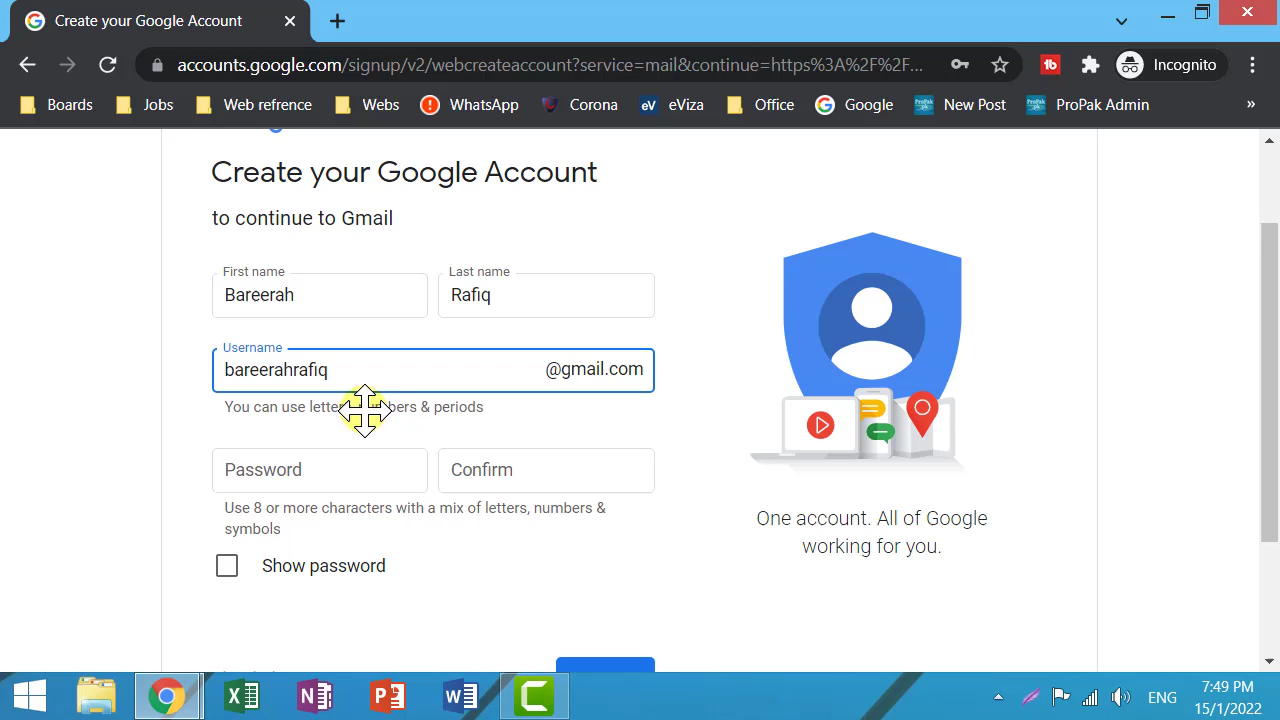 Create your Google Account
accounts.google.com/signup/v2/webcreateaccount?service=mail&continue=https%3A%2F%2F...
Incognito
Boards
Jobs
Web refrence
Webs
WhatsApp
Corona
eViza
Office
Google
New Post
ProPak Admin
»
Create your Google Account
to continue to Gmail
First name
Last name
Bareerah
Rafiq
Username
bareerahrafiq
@gmail.com
You can use letters, numbers & periods
Password
Confirm
Use 8 or more characters with a mix of letters, numbers &
symbols
Show password
One account. All of Google
working for you.
ENG
7:49 PM
15/1/2022